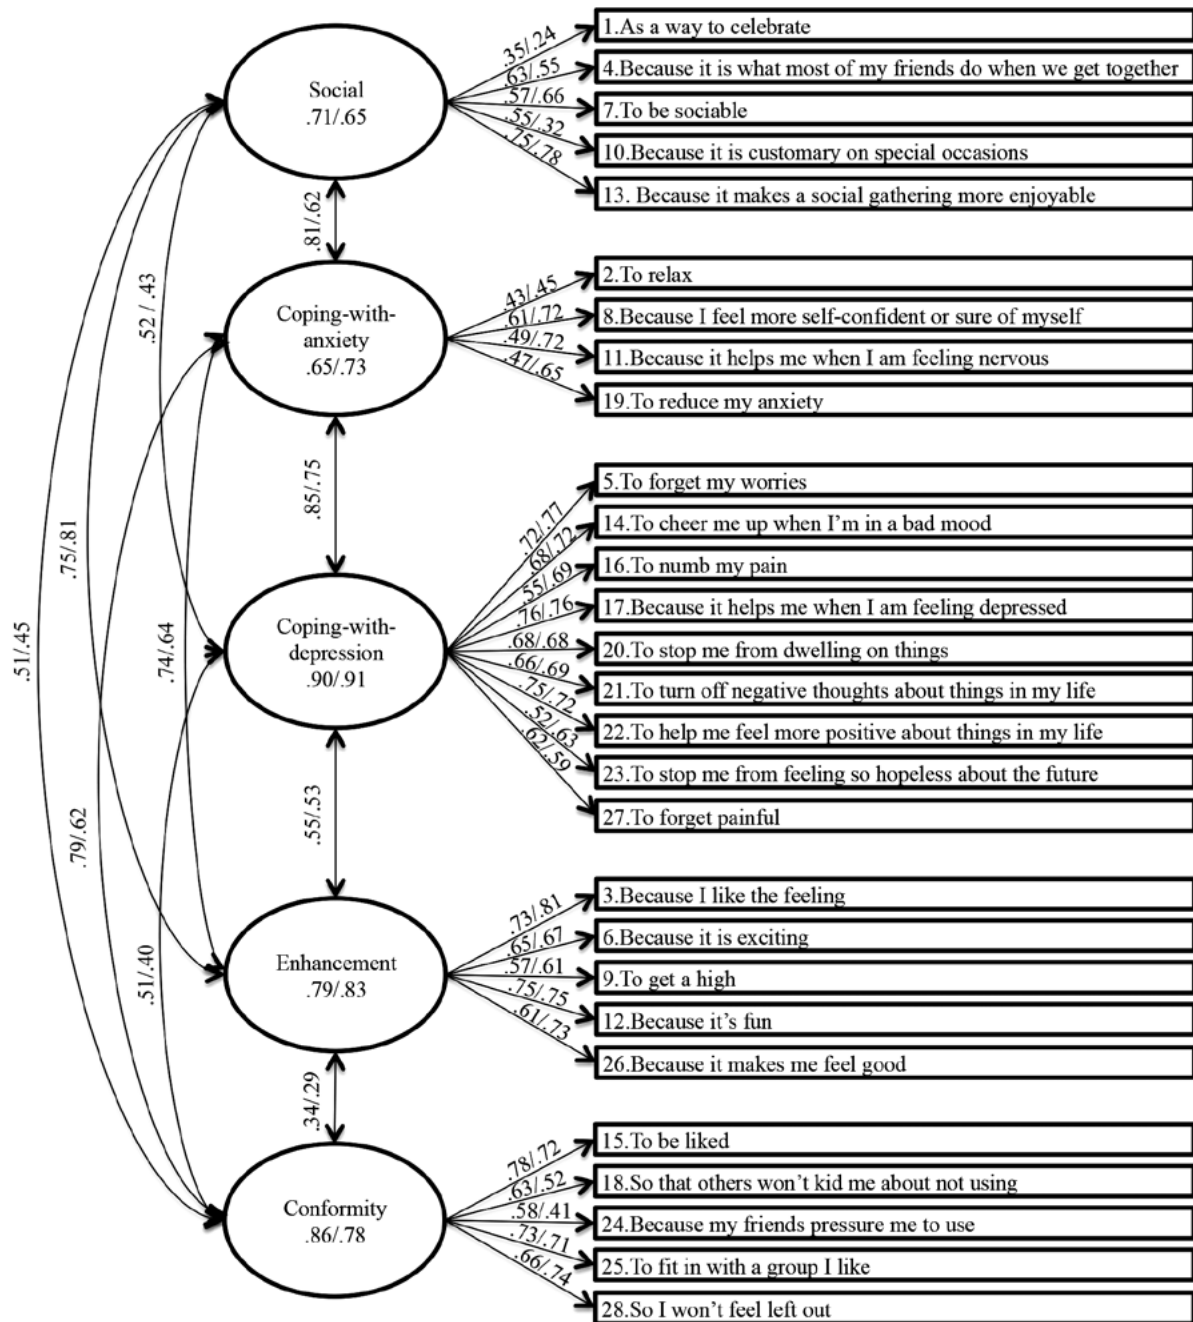 Social
.71/.65
.35/.24
.63/.55
.57/.66
.55/.32
.75/.78
1.As a way to celebrate
4.Because it is what most of my friends do when we get together
7.To be sociable
10.Because it is customary on special occasions
13. Because it makes a social gathering more enjoyable
.81/.62
Coping-with-
anxiety
.65/.73
.43/.45
.61/.72
.49/.72
.47/.65
2.To relax
8.Because I feel more self-confident or sure of myself
11.Because it helps me when I am feeling nervous
19.To reduce my anxiety
.52 / .43
.85/.75
.75/.81
.51/.45
.74/.64
.79/.62
.51/.40
Coping-with-
depression
.90/.91
.72/.77
.68/.72
.55/.69
.76/.76
.68/.68
.66/.69
.75/.72
.52/.63
.62/.59
5.To forget my worries
14.To cheer me up when I'm in a bad mood
16.To numb my pain
17.Because it helps me when I am feeling depressed
20.To stop me from dwelling on things
21.To turn off negative thoughts about things in my life
22.To help me feel more positive about things in my life
23.To stop me from feeling so hopeless about the future
27.To forget painful
.55/.53
Enhancement
.79/.83
.73/.81
.65/.67
.57/.61
.75/.75
.61/.73
3.Because I like the feeling
6.Because it is exciting
9.To get a high
12.Because it's fun
26.Because it makes me feel good
.34/.29
Conformity
.86/.78
.78/.72
.63/.52
.58/.41
.73/.71
.66/.74
15.To be liked
18.So that others won't kid me about not using
24.Because my friends pressure me to use
25.To fit in with a group I like
28.So I won't feel left out